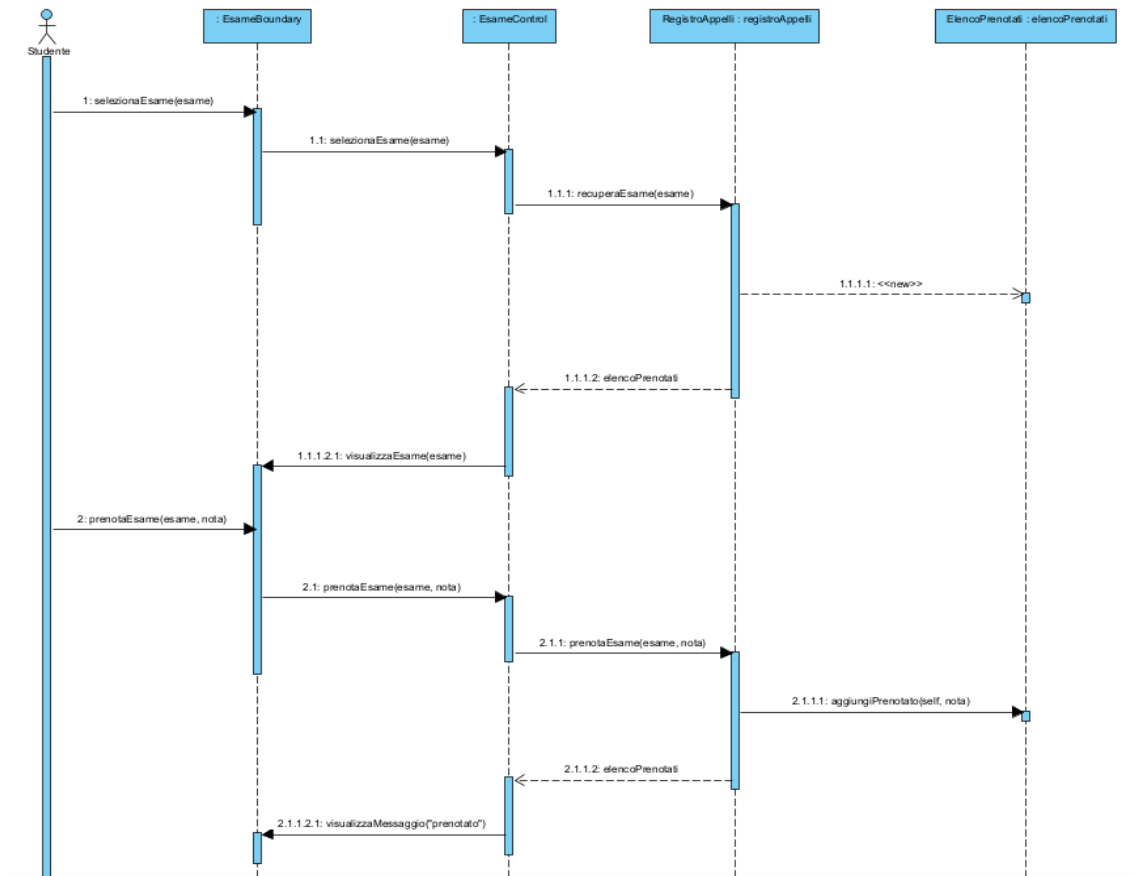 : EsameBoundary
: EsameControl
RegistroAppelli : registroAppelli
ElencoPrenotati : elencoPrenotati
Studente
1: selezionaEsame(esame)
1.1: selezionaEsame(esame)
1.1.1: recuperaEsame(esame)
1.1.1.1: <<new>>
1.1.1.2: elencoPrenotati
1.1.1.2.1: visualizzaEsame(esame)
2: prenotaEsame(esame, nota)
2.1: prenotaEsame(esame, nota)
2.1.1: prenotaEsame(esame, nota)
2.1.1.1: aggiungiPrenotato(self, nota)
2.1.1.2: elencoPrenotati
2.1.1.2.1: visualizzaMessaggio("prenotato")